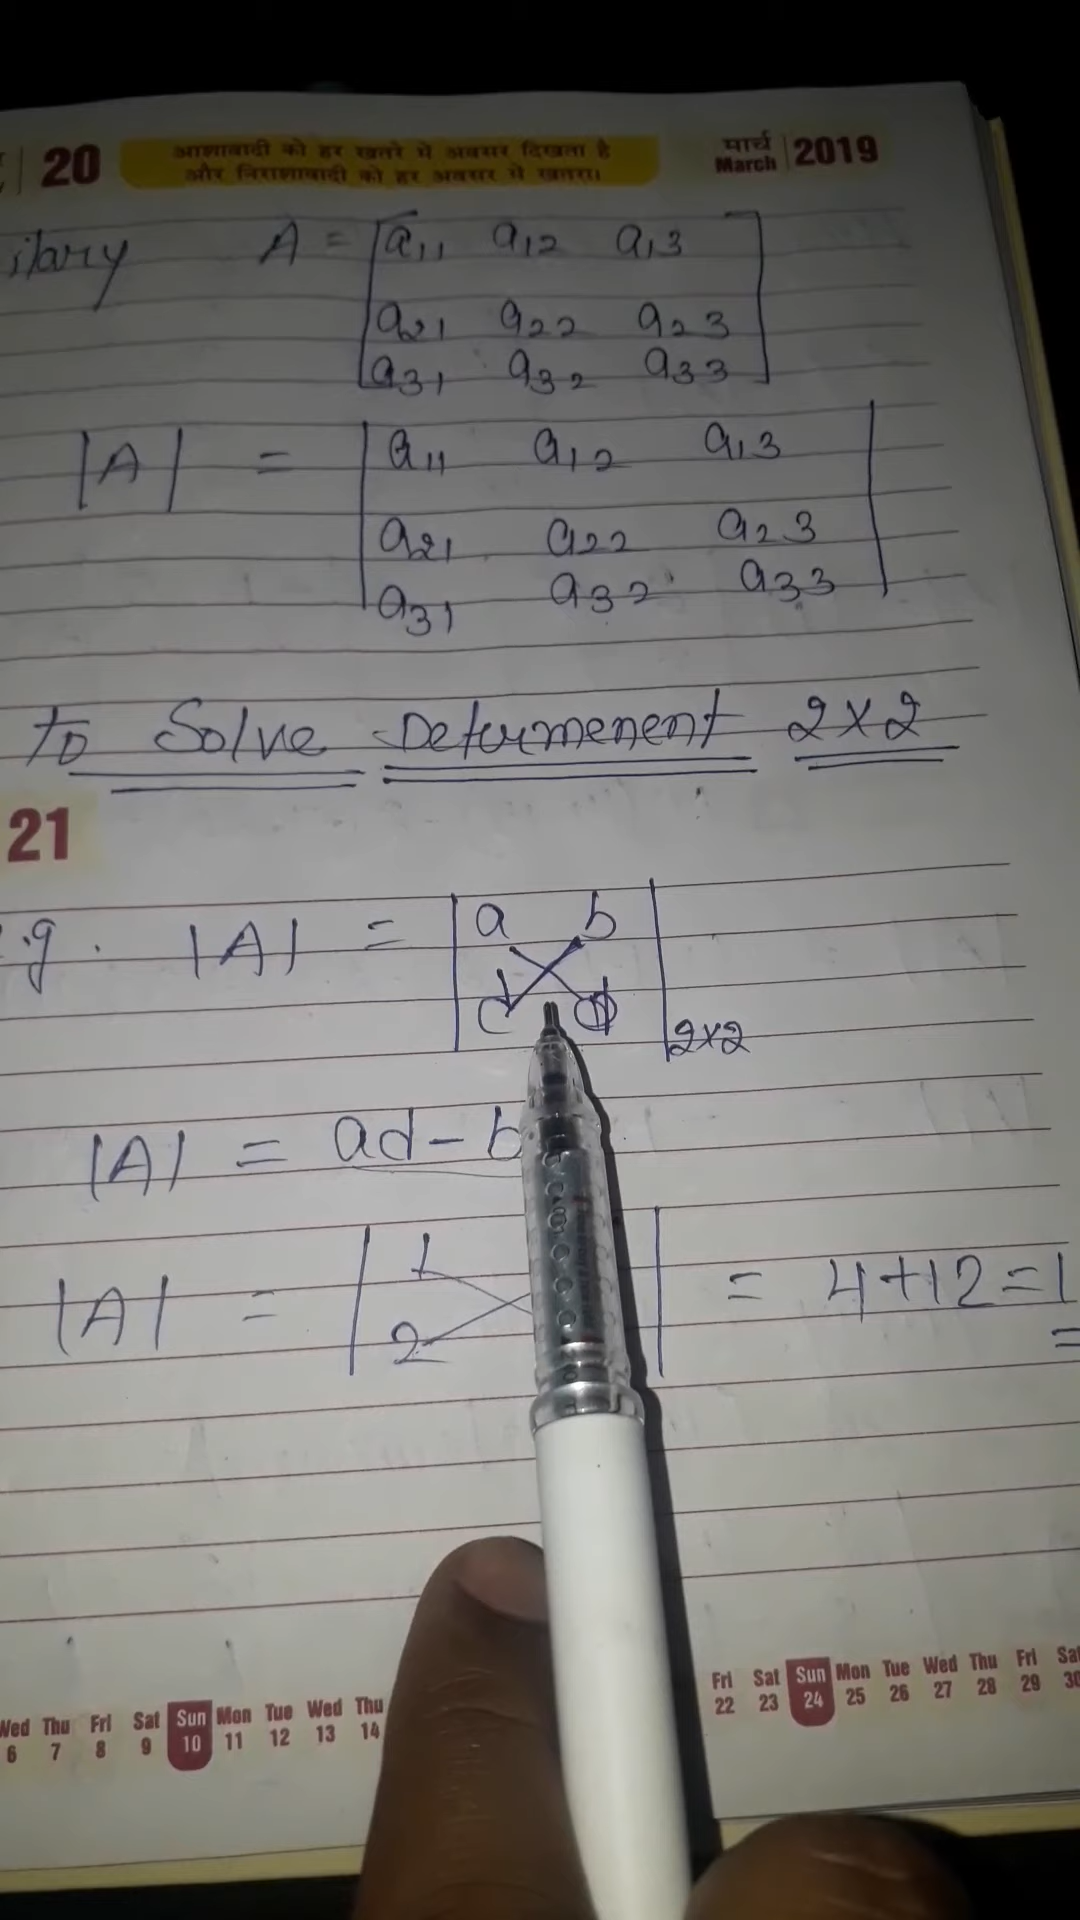 20 आशावादी को हर खतरे में अवसर दिखता है मार्च
और निराशावादी को हर अवसर में खतरा। March 2019
A = [a11 a12 a13
a21 a22 a23
a31 a32 a33]
|A| = |a11 a12 a13
a21 a22 a23
a31 a32 a33|
to Solve Determenent 2×2
21
.g. |A| = |a b
c d| 2×2
|A| = ad - b
|A| = |1
2| = 4+12=1
Wed Thu Fri Sat Sun Mon Tue Wed Thu
6 7 8 9 10 11 12 13 14
Fri Sat Sun Mon Tue Wed Thu Fri Sat
22 23 24 25 26 27 28 29 30